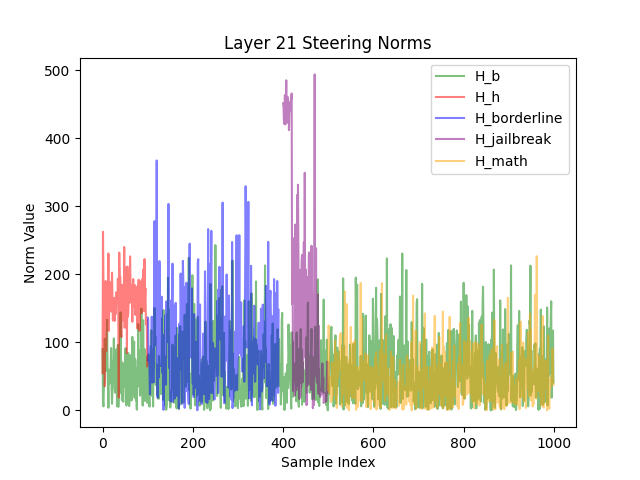 Layer 21 Steering Norms
H_b
H_h
H_borderline
H_jailbreak
H_math
Norm Value
500
400
300
200
100
0
0
200
400
600
800
1000
Sample Index